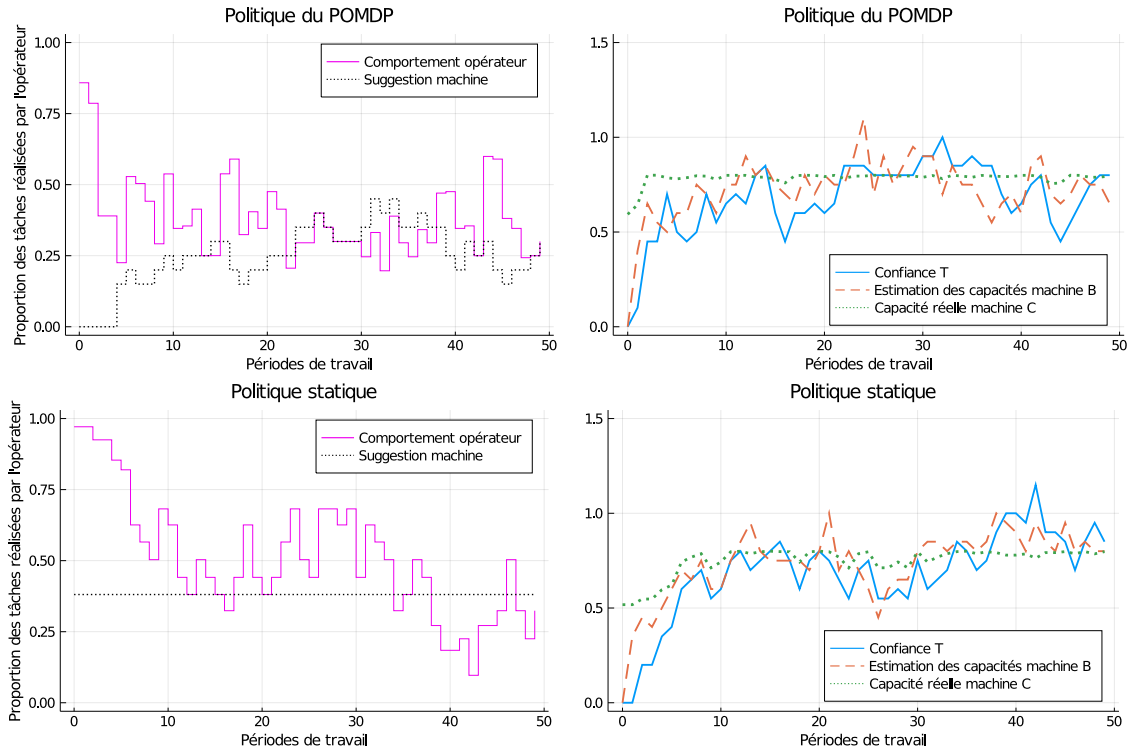 Politique du POMDP
Proportion des tâches réalisées par l'opérateur
1.00
0.75
0.50
0.25
0.00
Comportement opérateur
Suggestion machine
0
10
20
30
40
50
Périodes de travail
Politique du POMDP
1.5
1.0
0.5
0.0
Confiance T
Estimation des capacités machine B
Capacité réelle machine C
0
10
20
30
40
50
Périodes de travail
Politique statique
Proportion des tâches réalisées par l'opérateur
1.00
0.75
0.50
0.25
0.00
Comportement opérateur
Suggestion machine
0
10
20
30
40
50
Périodes de travail
Politique statique
1.5
1.0
0.5
0.0
Confiance T
Estimation des capacités machine B
Capacité réelle machine C
0
10
20
30
40
50
Périodes de travail